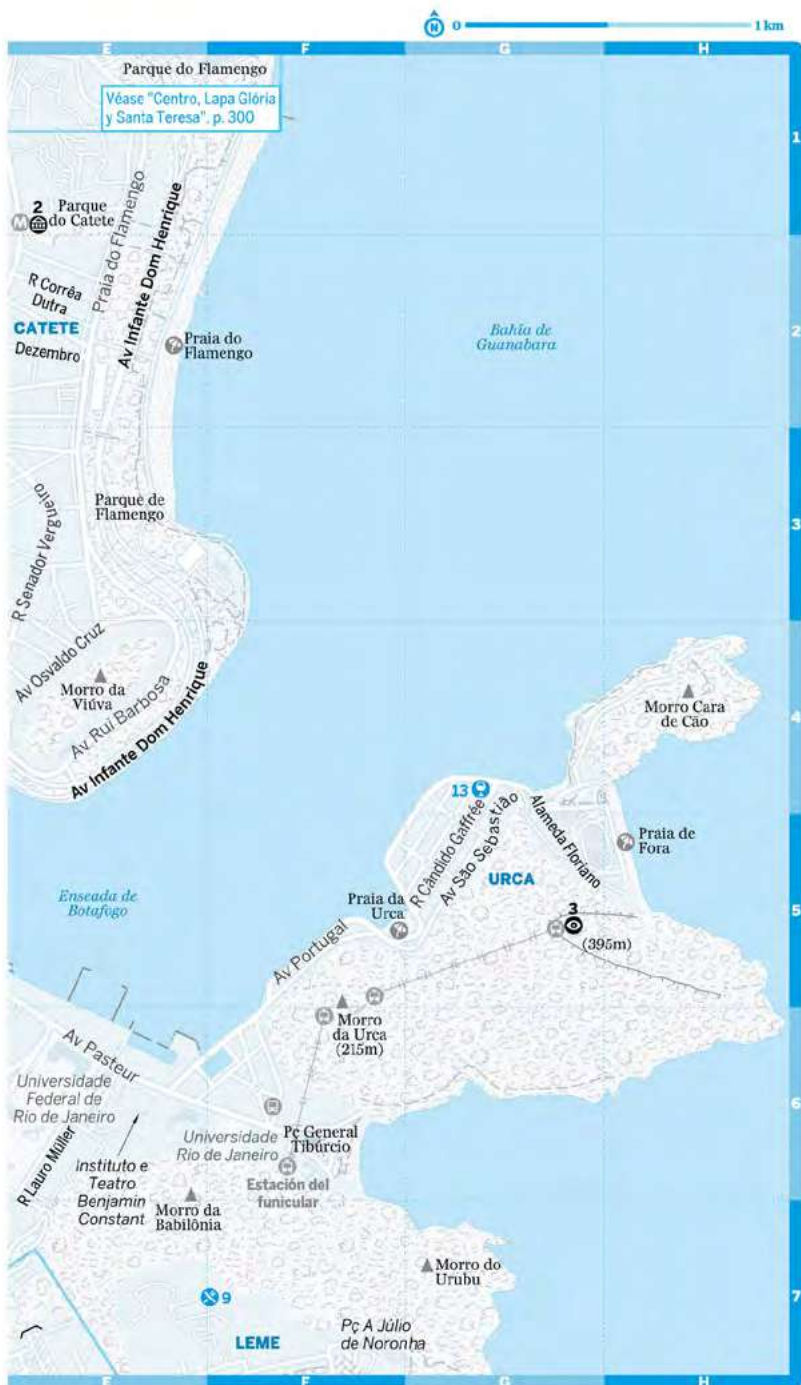 N
0
1 km
E
F
G
H
Parque do Flamengo
Véase "Centro, Lapa Glória
y Santa Teresa". p. 300
1
2
Parque
do Catete
M
Praia do Flamengo
Av Infante Dom Henrique
R Corrêa
Dutra
CATETE
Dezembro
Praia do
Flamengo
Bahía de
Guanabara
2
Parque de
Flamengo
3
R Senador Vergueiro
Av Osvaldo Cruz
Morro da
Viúva
Av. Rui Barbosa
Av Infante Dom Henrique
Morro Cara
de Cão
4
13
R Cândido Gaffrée
Av São Sebastião
Alameda Floriano
Praia de
Fora
URCA
Enseada de
Botafogo
Praia da
Urca
3
(395m)
5
Av Portugal
Morro
da Urca
(215m)
Av Pasteur
Universidade
Federal de
Rio de Janeiro
6
Universidade
Rio de Janeiro
Pç General
Tibúrcio
R Lauro Müller
Instituto e
Teatro
Benjamin
Constant
Estación del
funicular
Morro da
Babilônia
Morro do
Urubu
9
7
LEME
Pç A Júlio
de Noronha
E
F
G
H